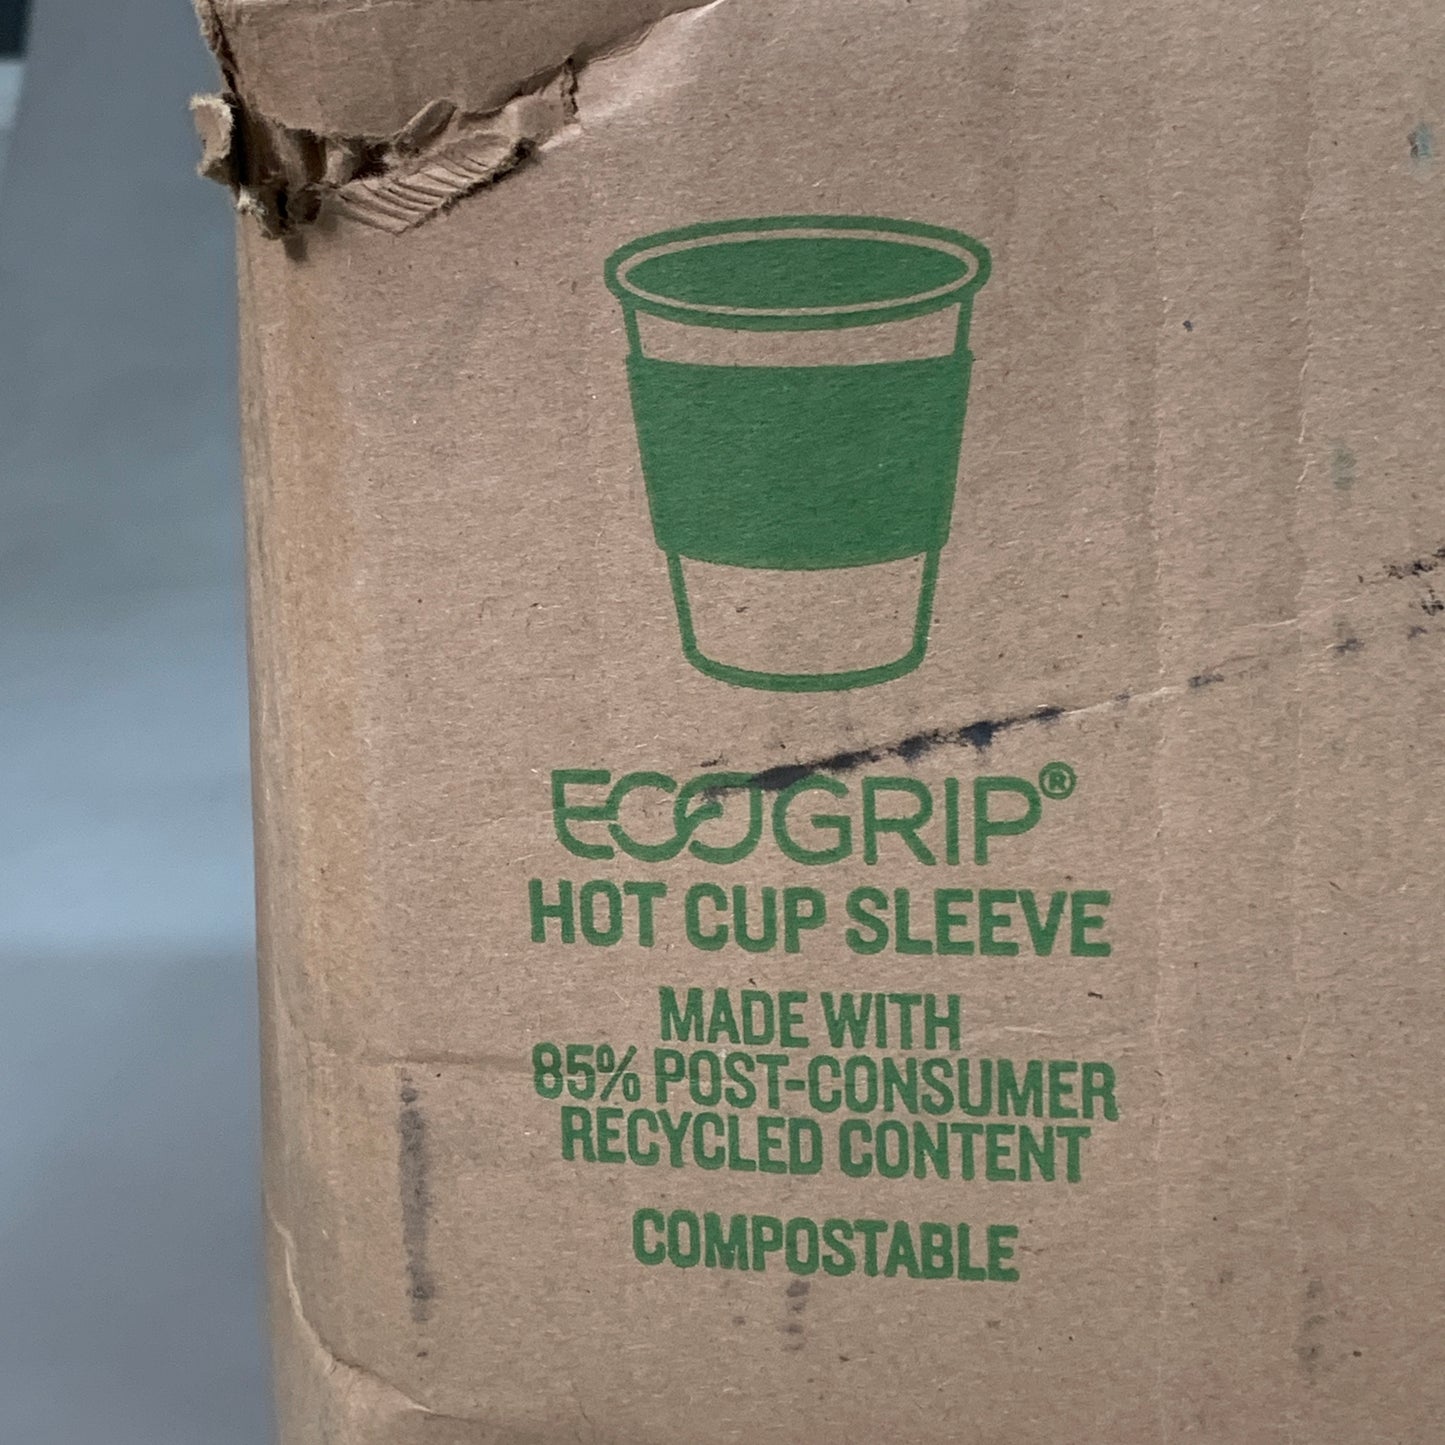 ECOGRIP®
HOT CUP SLEEVE
MADE WITH
85% POST-CONSUMER
RECYCLED CONTENT
COMPOSTABLE